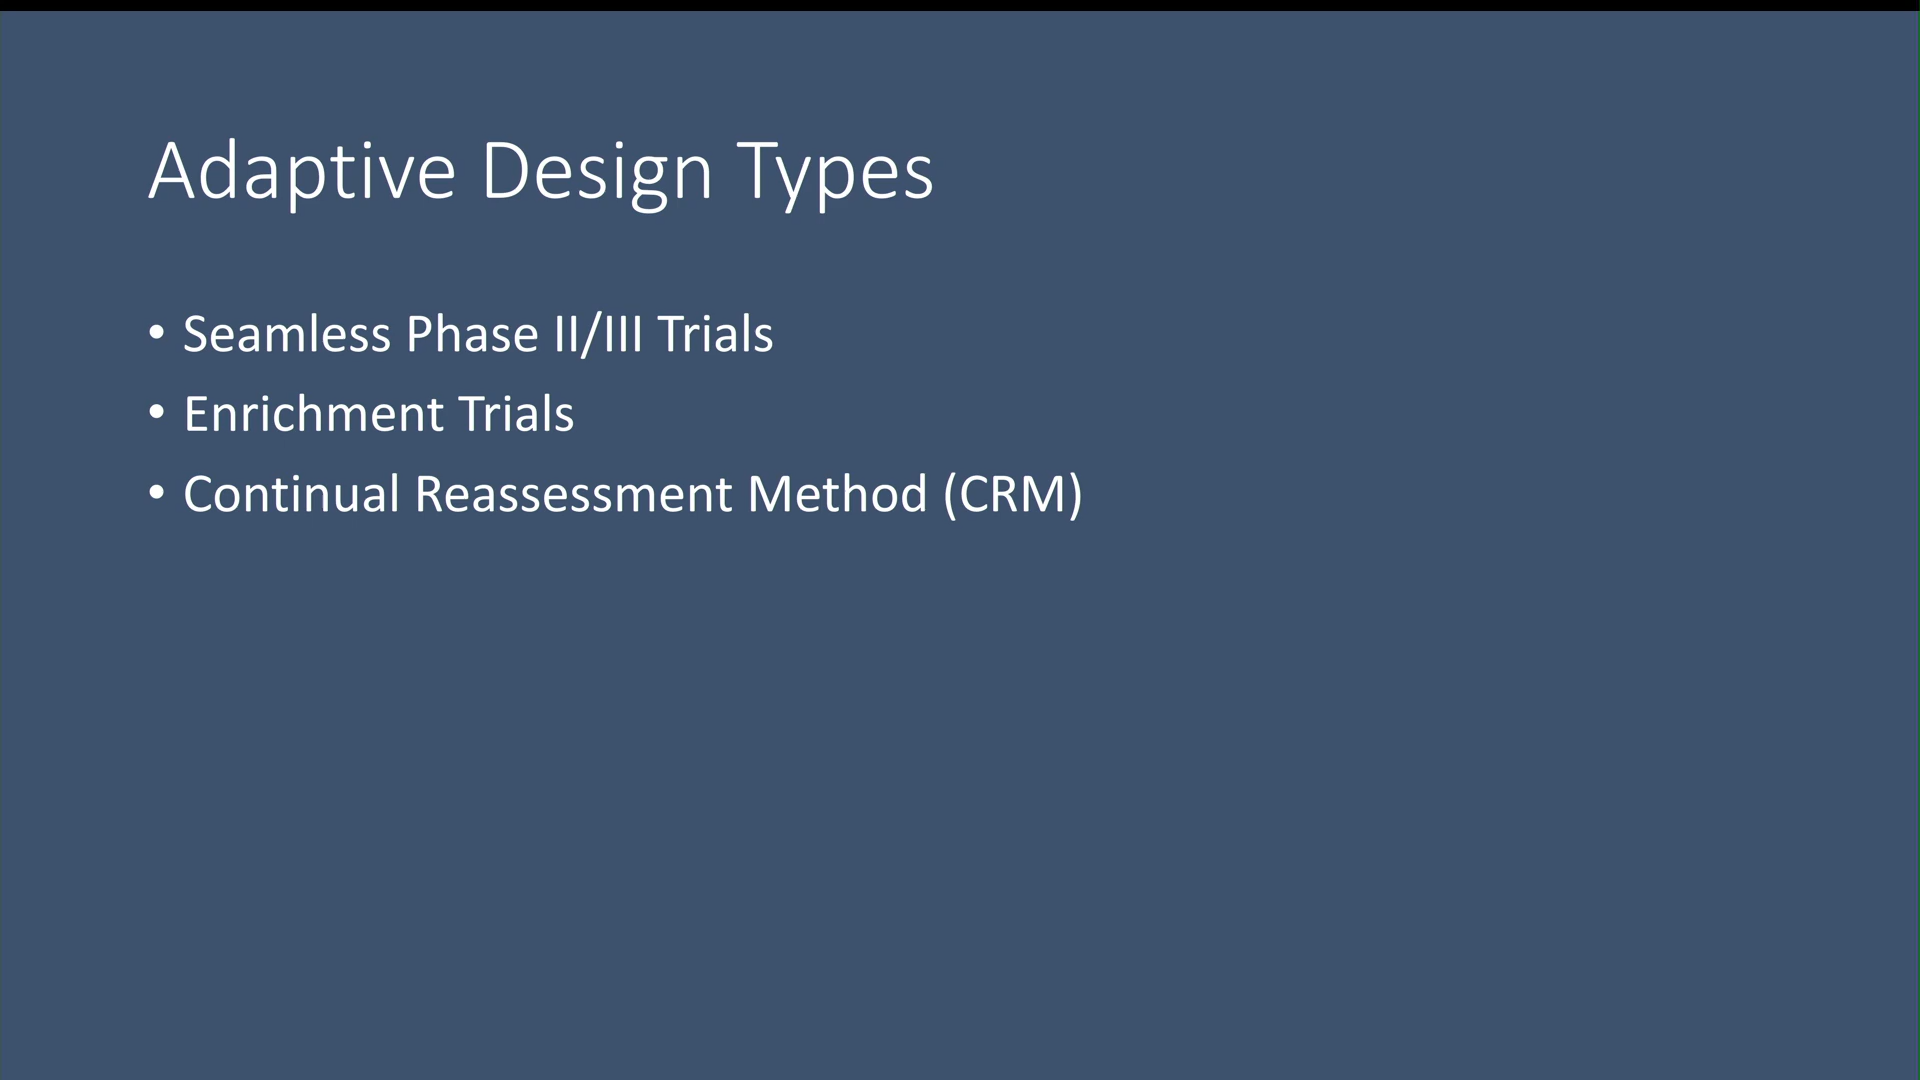 Adaptive Design Types
• Seamless Phase II/III Trials
• Enrichment Trials
• Continual Reassessment Method (CRM)